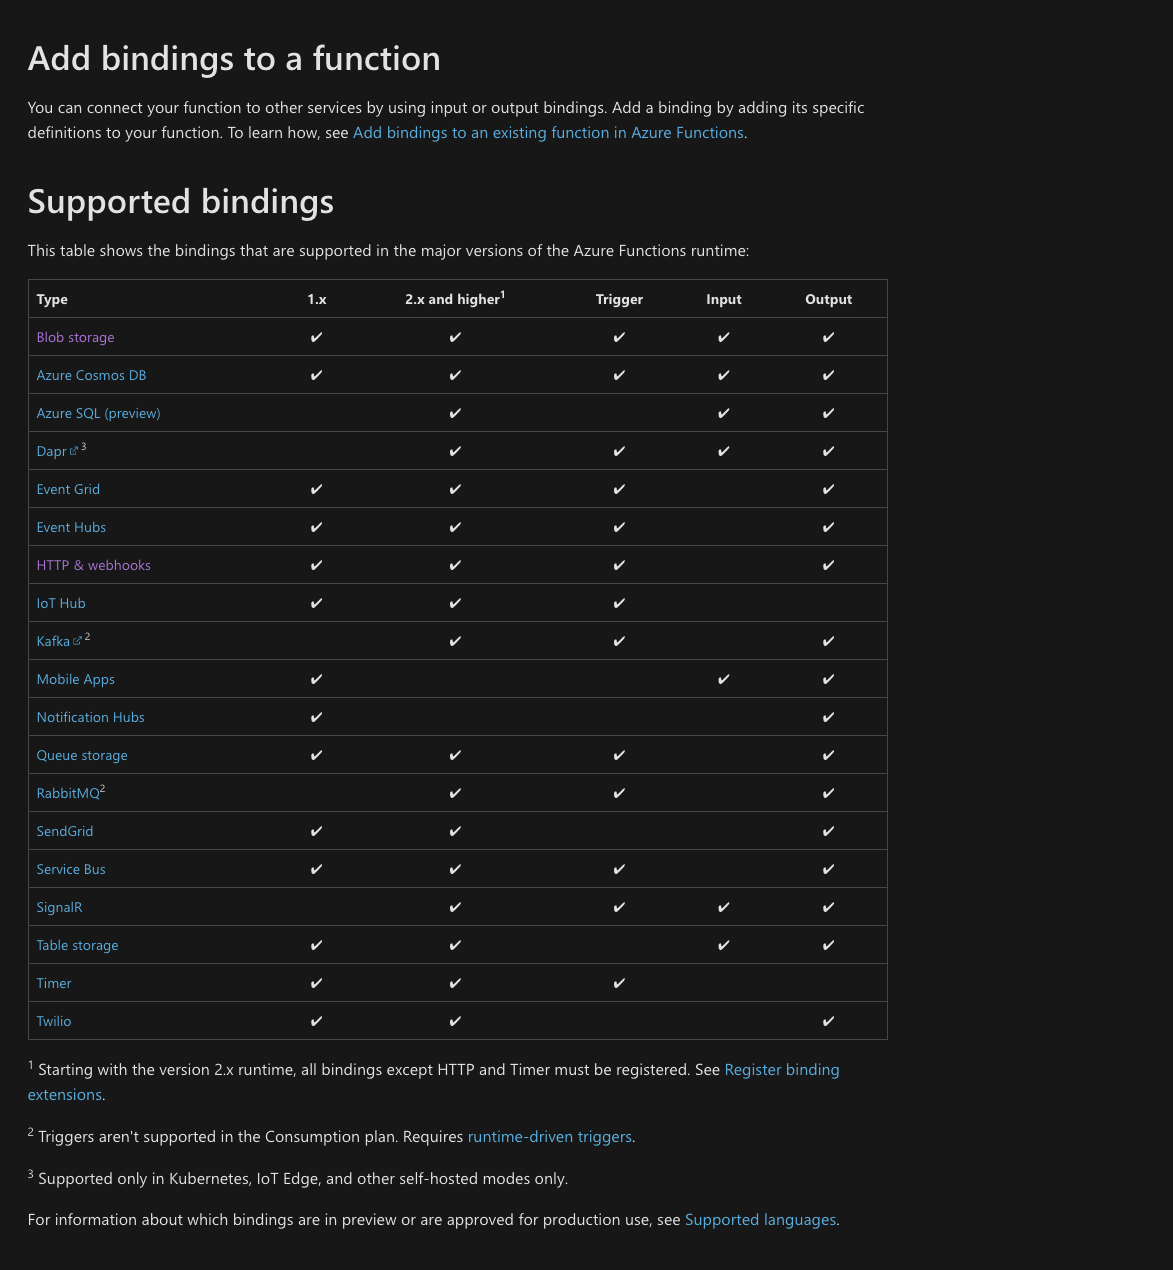 Add bindings to a function
You can connect your function to other services by using input or output bindings. Add a binding by adding its specific
definitions to your function. To learn how, see Add bindings to an existing function in Azure Functions.
Supported bindings
This table shows the bindings that are supported in the major versions of the Azure Functions runtime:
Type 1.x 2.x and higher¹ Trigger Input Output
Blob storage ✔ ✔ ✔ ✔ ✔
Azure Cosmos DB ✔ ✔ ✔ ✔ ✔
Azure SQL (preview) ✔ ✔ ✔
Dapr ³ ✔ ✔ ✔ ✔
Event Grid ✔ ✔ ✔ ✔
Event Hubs ✔ ✔ ✔ ✔
HTTP & webhooks ✔ ✔ ✔ ✔
IoT Hub ✔ ✔ ✔
Kafka ² ✔ ✔ ✔
Mobile Apps ✔ ✔ ✔
Notification Hubs ✔ ✔
Queue storage ✔ ✔ ✔ ✔
RabbitMQ² ✔ ✔ ✔
SendGrid ✔ ✔ ✔
Service Bus ✔ ✔ ✔ ✔
SignalR ✔ ✔ ✔ ✔
Table storage ✔ ✔ ✔ ✔
Timer ✔ ✔ ✔
Twilio ✔ ✔ ✔
¹ Starting with the version 2.x runtime, all bindings except HTTP and Timer must be registered. See Register binding
extensions.
² Triggers aren't supported in the Consumption plan. Requires runtime-driven triggers.
³ Supported only in Kubernetes, IoT Edge, and other self-hosted modes only.
For information about which bindings are in preview or are approved for production use, see Supported languages.